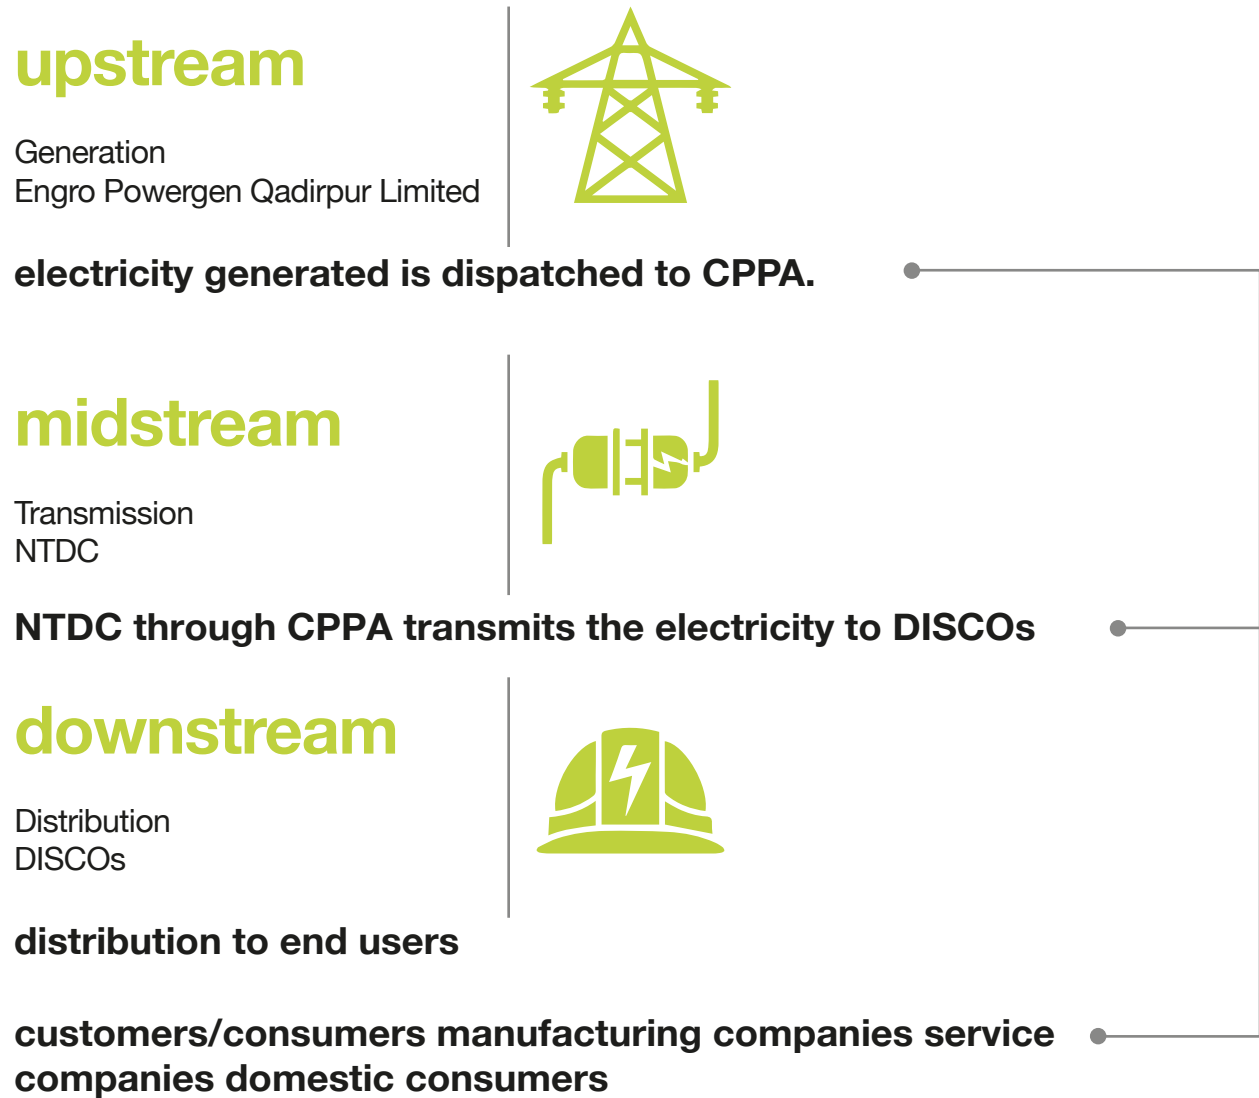 upstream
Generation
Engro Powergen Qadirpur Limited
electricity generated is dispatched to CPPA.
midstream
Transmission
NTDC
NTDC through CPPA transmits the electricity to DISCOs
downstream
Distribution
DISCOs
distribution to end users
customers/consumers manufacturing companies service
companies domestic consumers